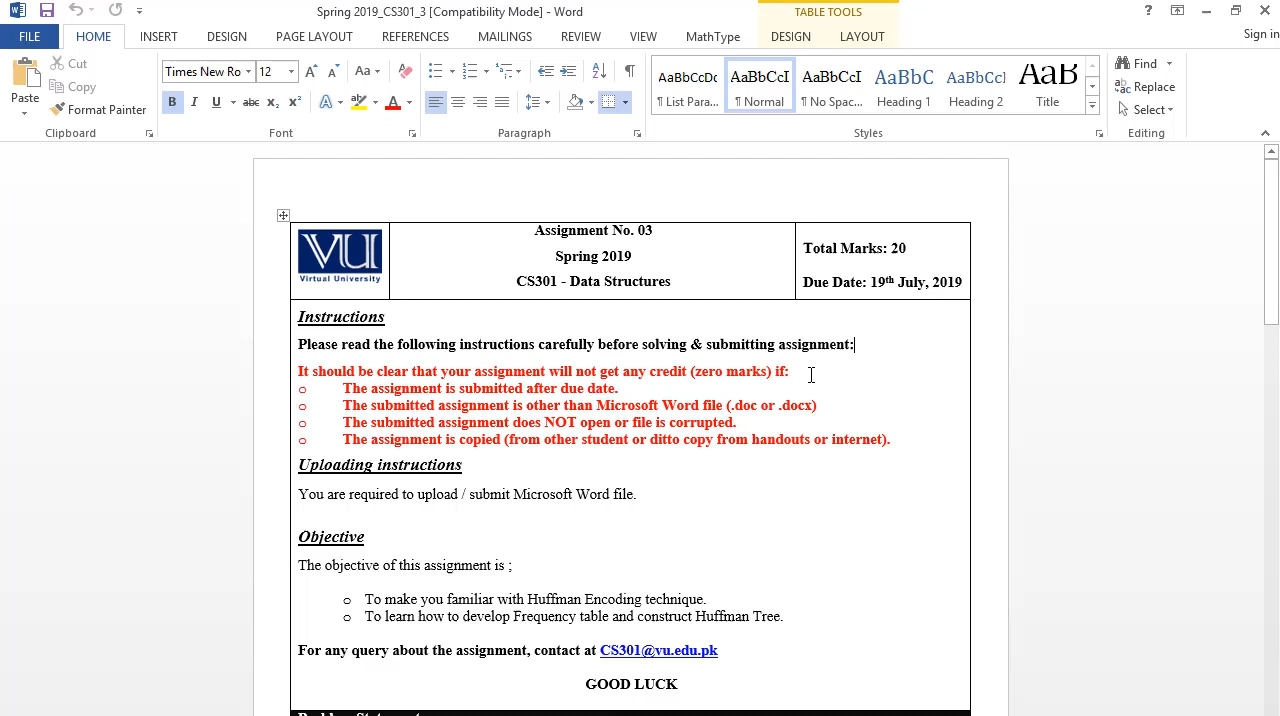 Spring 2019_CS301_3 [Compatibility Mode] - Word
TABLE TOOLS
Sign in
FILE HOME INSERT DESIGN PAGE LAYOUT REFERENCES MAILINGS REVIEW VIEW MathType DESIGN LAYOUT
Paste
Cut
Copy
Format Painter
Clipboard
Times New Ro 12
Font
Paragraph
AaBbCcDc AaBbCcI AaBbCcI AaBbC AaBbCcl AaB
¶ List Para... ¶ Normal ¶ No Spac... Heading 1 Heading 2 Title
Styles
Find
Replace
Select
Editing
VU
Virtual University
Assignment No. 03
Spring 2019
CS301 - Data Structures
Total Marks: 20
Due Date: 19th July, 2019
Instructions
Please read the following instructions carefully before solving & submitting assignment:
It should be clear that your assignment will not get any credit (zero marks) if:
o The assignment is submitted after due date.
o The submitted assignment is other than Microsoft Word file (.doc or .docx)
o The submitted assignment does NOT open or file is corrupted.
o The assignment is copied (from other student or ditto copy from handouts or internet).
Uploading instructions
You are required to upload / submit Microsoft Word file.
Objective
The objective of this assignment is ;
o To make you familiar with Huffman Encoding technique.
o To learn how to develop Frequency table and construct Huffman Tree.
For any query about the assignment, contact at CS301@vu.edu.pk
GOOD LUCK